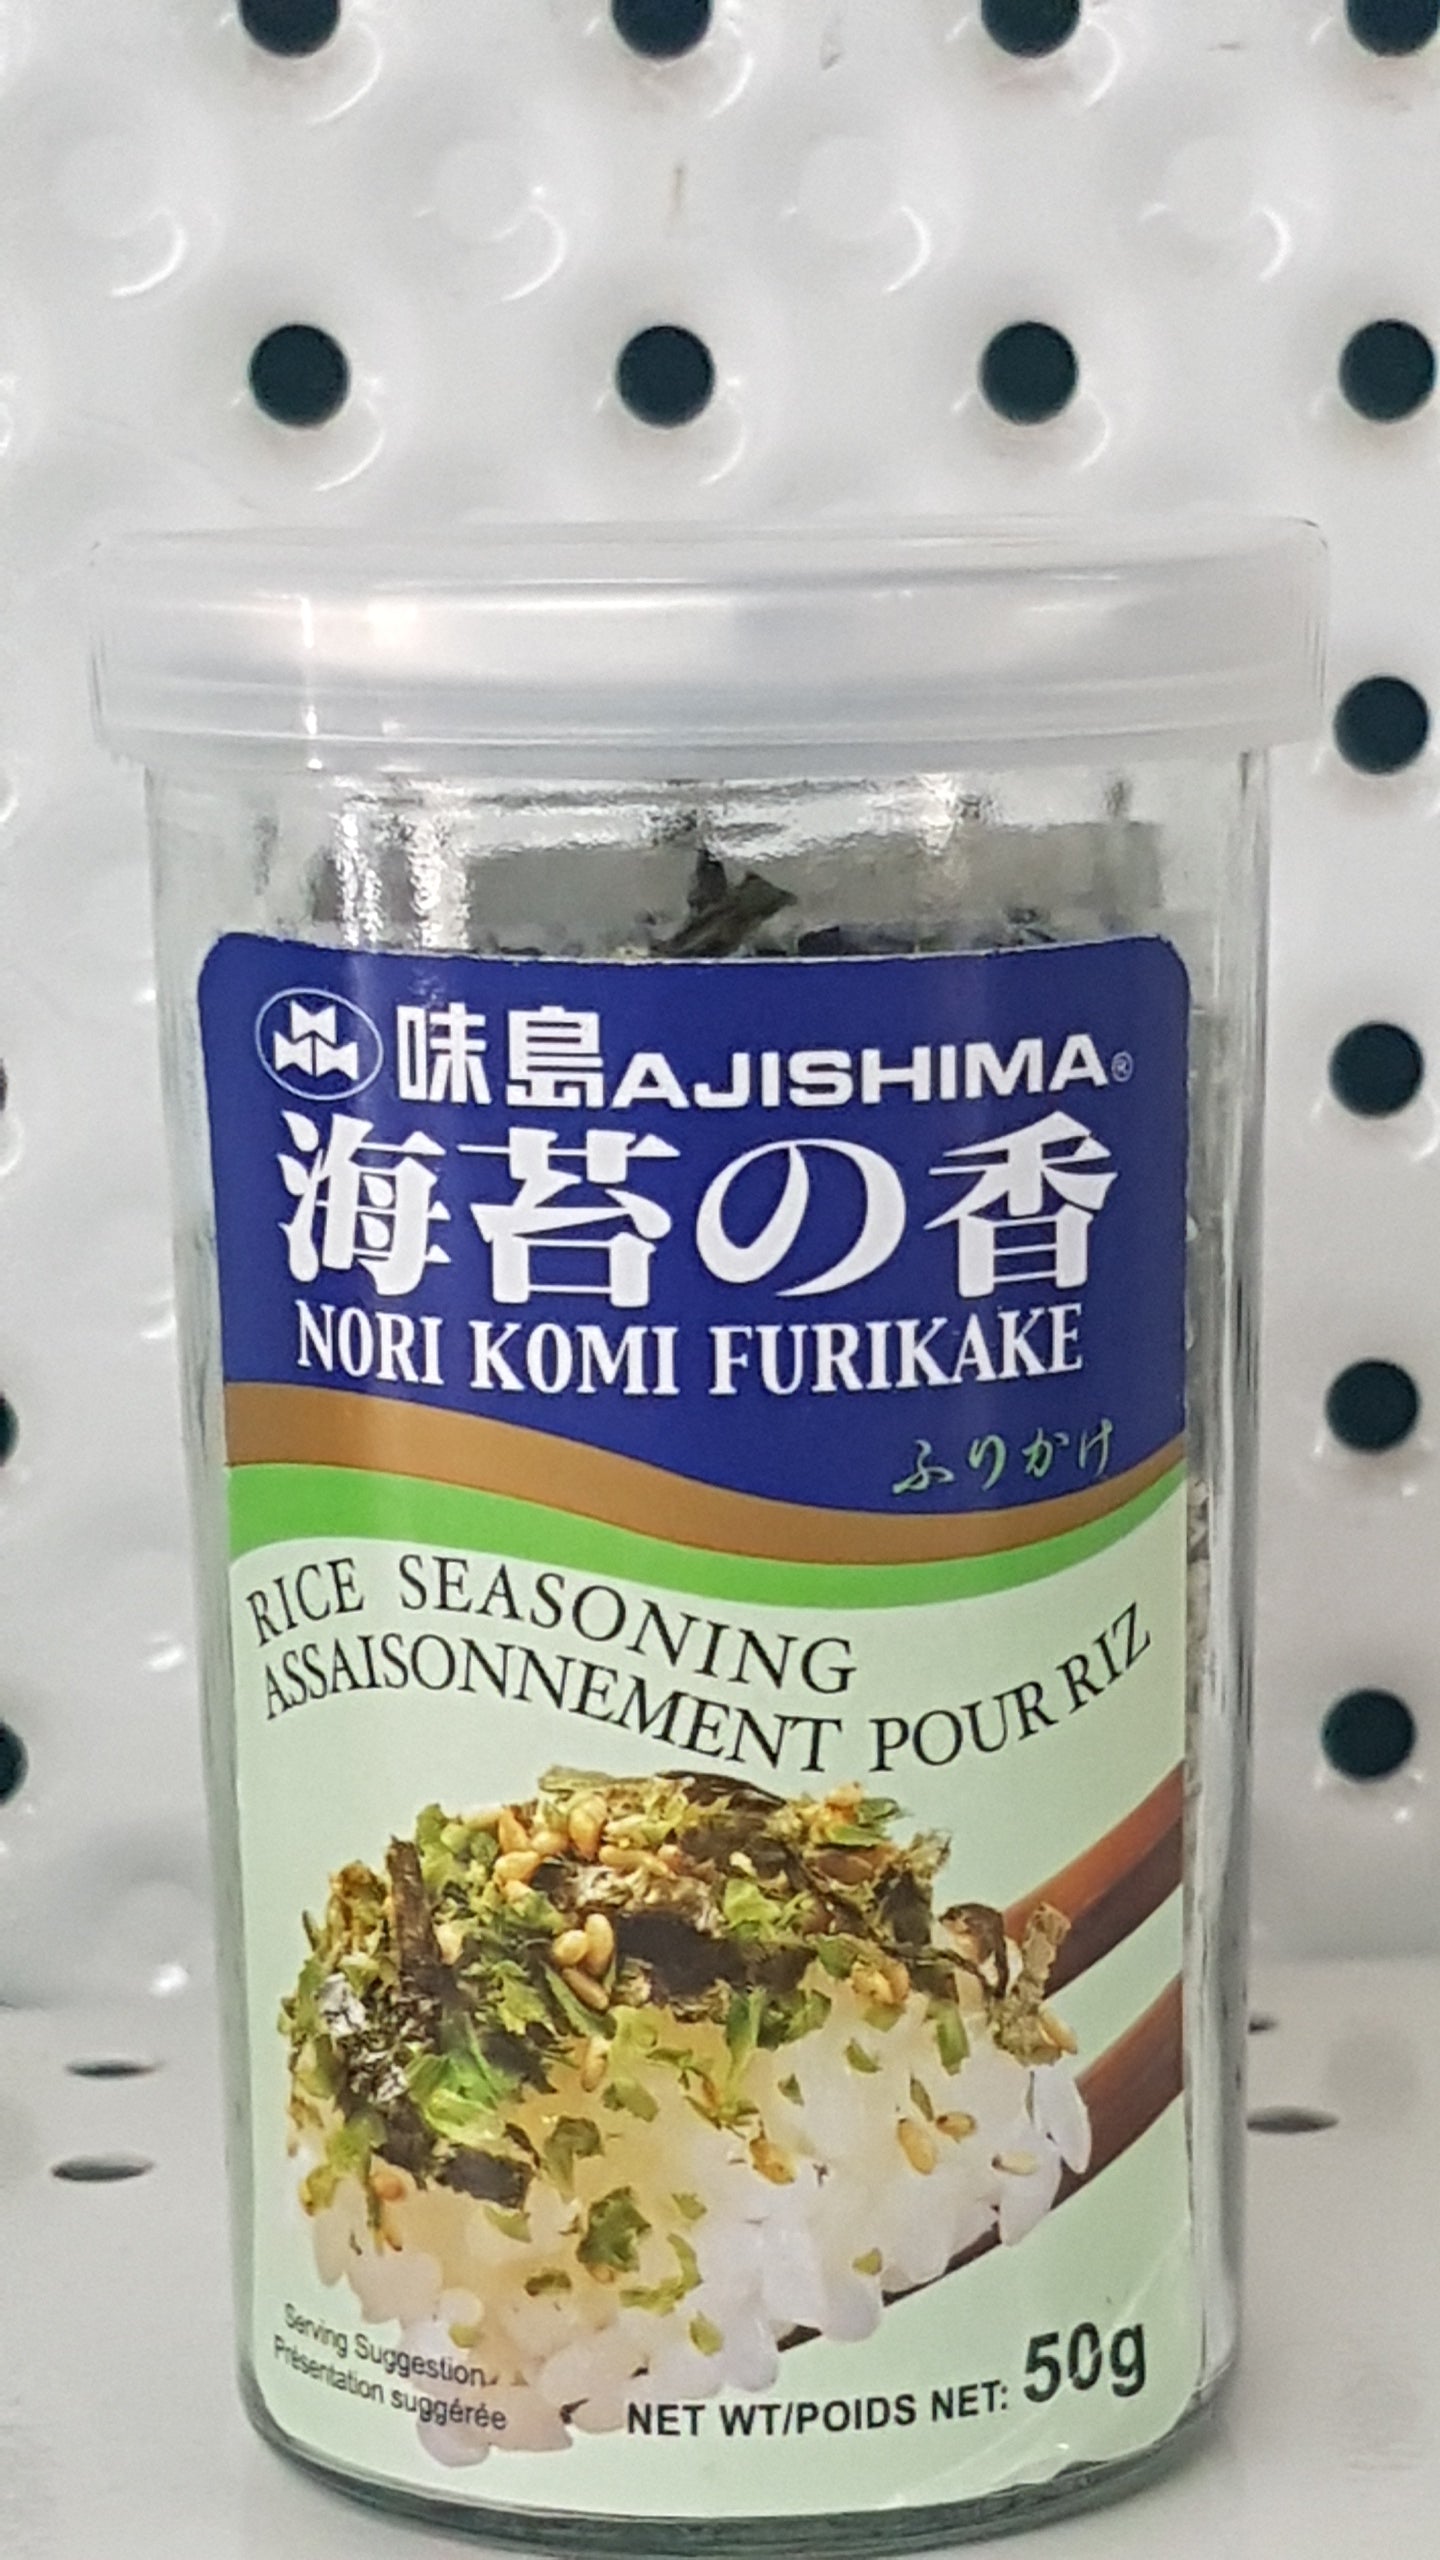 味島AJISHIMA®
海苔の香
NORI KOMI FURIKAKE
ふりかけ
RICE SEASONING
ASSAISONNEMENT POUR RIZ
Serving Suggestion
Présentation suggérée
NET WT/POIDS NET: 50g